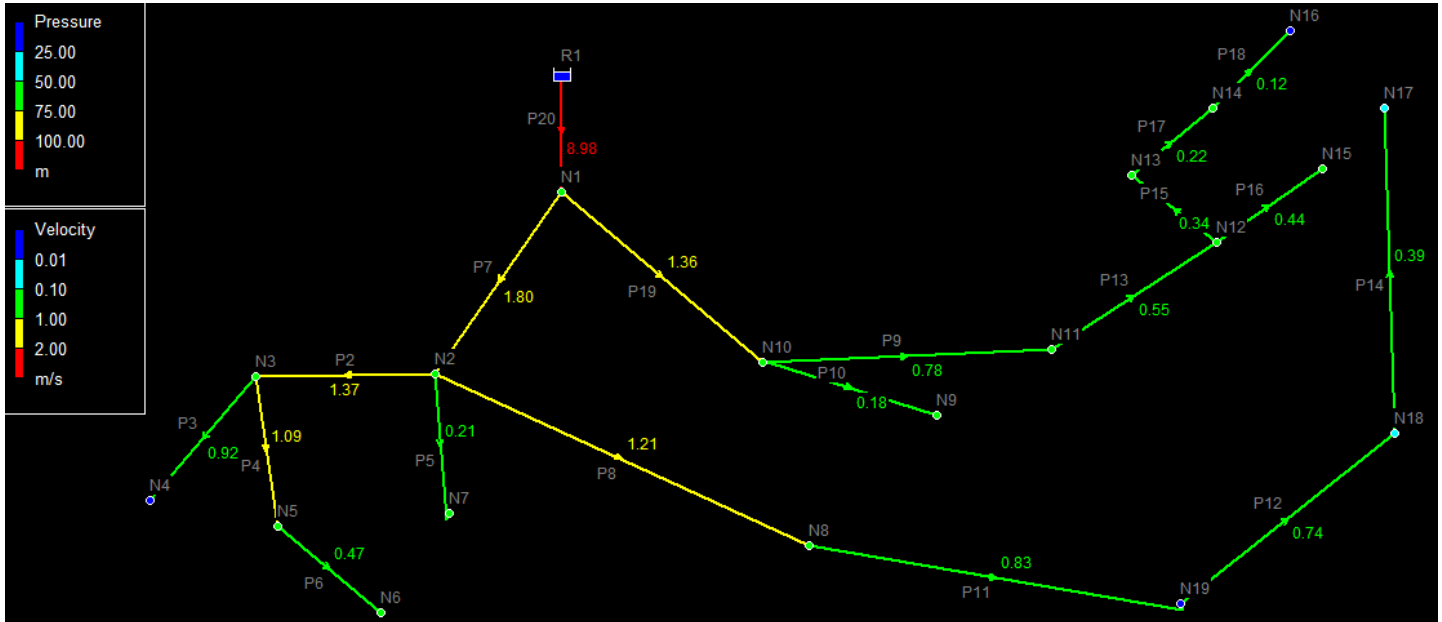 Pressure
25.00
50.00
75.00
100.00
m
Velocity
0.01
0.10
1.00
2.00
m/s
R1
P20
8.98
N1
P7
1.80
1.36
P19
N3
P2
1.37
N2
P3
0.92
1.09
P4
N4
0.21
P5
N7
N5
0.47
P6
N6
1.21
P8
N8
0.83
P11
N19
P12
0.74
N18
P14
0.39
N17
N10
P9
0.78
P10
0.18
N9
N11
P13
0.55
N12
P15
0.34
P16
0.44
N15
N13
P17
0.22
N14
P18
0.12
N16